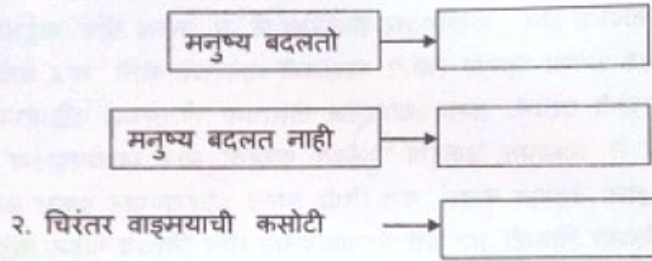 मनुष्य बदलतो
मनुष्य बदलत नाही
२. चिरंतर वाङ्मयाची कसोटी